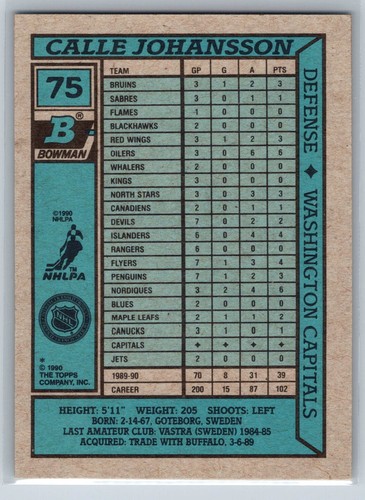 CALLE JOHANSSON
75
B®
BOWMAN
©1990
NHLPA
™
NHLPA
NHL
*
© 1990
THE TOPPS
COMPANY, INC.
TEAM GP G A PTS
BRUINS 3 1 2 3
SABRES 3 0 1 1
FLAMES 1 0 0 0
BLACKHAWKS 2 0 0 0
RED WINGS 3 1 2 3
OILERS 3 0 6 6
WHALERS 2 0 0 0
KINGS 3 0 0 0
NORTH STARS 3 0 3 3
CANADIENS 2 0 1 1
DEVILS 7 0 2 2
ISLANDERS 6 0 4 4
RANGERS 6 0 0 0
FLYERS 7 1 3 4
PENGUINS 7 1 2 3
NORDIQUES 3 2 4 6
BLUES 2 0 0 0
MAPLE LEAFS 2 1 1 2
CANUCKS 3 1 0 1
CAPITALS ✦ ✦ ✦ ✦
JETS 2 0 0 0
1989-90 70 8 31 39
CAREER 200 15 87 102
DEFENSE ✦ WASHINGTON CAPITALS
HEIGHT: 5'11" WEIGHT: 205 SHOOTS: LEFT
BORN: 2-14-67, GOTEBORG, SWEDEN
LAST AMATEUR CLUB: VASTRA (SWEDEN) 1984-85
ACQUIRED: TRADE WITH BUFFALO, 3-6-89